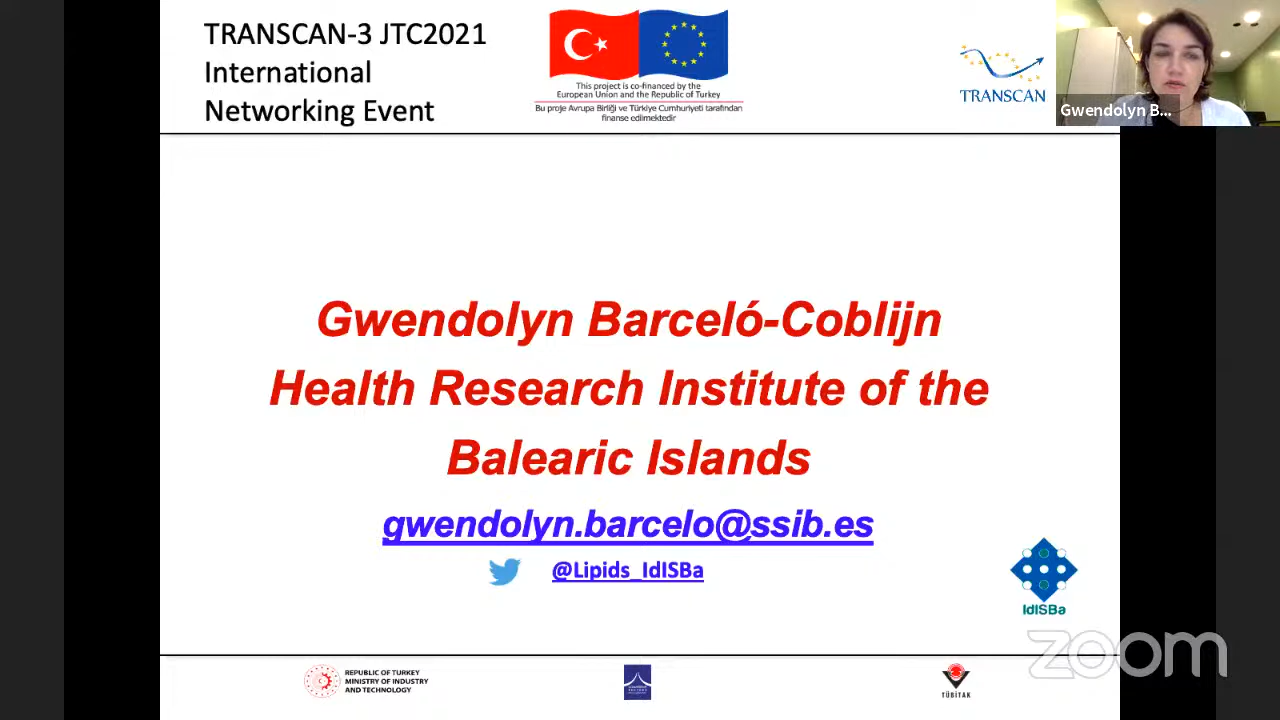 TRANSCAN-3 JTC2021
International
Networking Event
This project is co-financed by the
European Union and the Republic of Turkey
Bu proje Avrupa Birliği ve Türkiye Cumhuriyeti tarafından
finanse edilmektedir
TRANSCAN
Gwendolyn B...
Gwendolyn Barceló-Coblijn
Health Research Institute of the
Balearic Islands
gwendolyn.barcelo@ssib.es
@Lipids_IdISBa
IdISBa
zoom
REPUBLIC OF TURKEY
MINISTRY OF INDUSTRY
AND TECHNOLOGY
TÜBİTAK